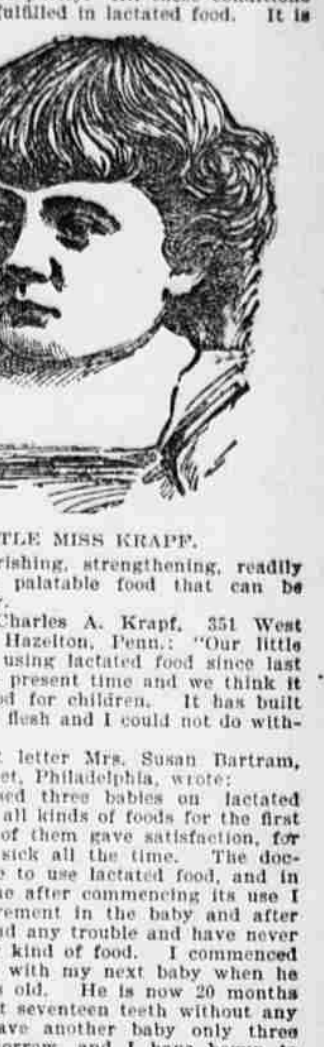 fulfilled in lactated food. It is
TLE MISS KRAPF.
rishing, strengthening, readily
palatable food that can be
Charles A. Krapf, 351 West
Hazelton, Penn.: "Our little
using lactated food since last
present time and we think it
od for children. It has built
flesh and I could not do with-
letter Mrs. Susan Bartram,
et, Philadelphia, wrote:
sed three babies on lactated
all kinds of foods for the first
of them gave satisfaction, for
sick all the time. The doc-
e to use lactated food, and in
ne after commencing its use I
vement in the baby and after
ad any trouble and have never
kind of food. I commenced
with my next baby when he
s old. He is now 20 months
t seventeen teeth without any
ave another baby only three